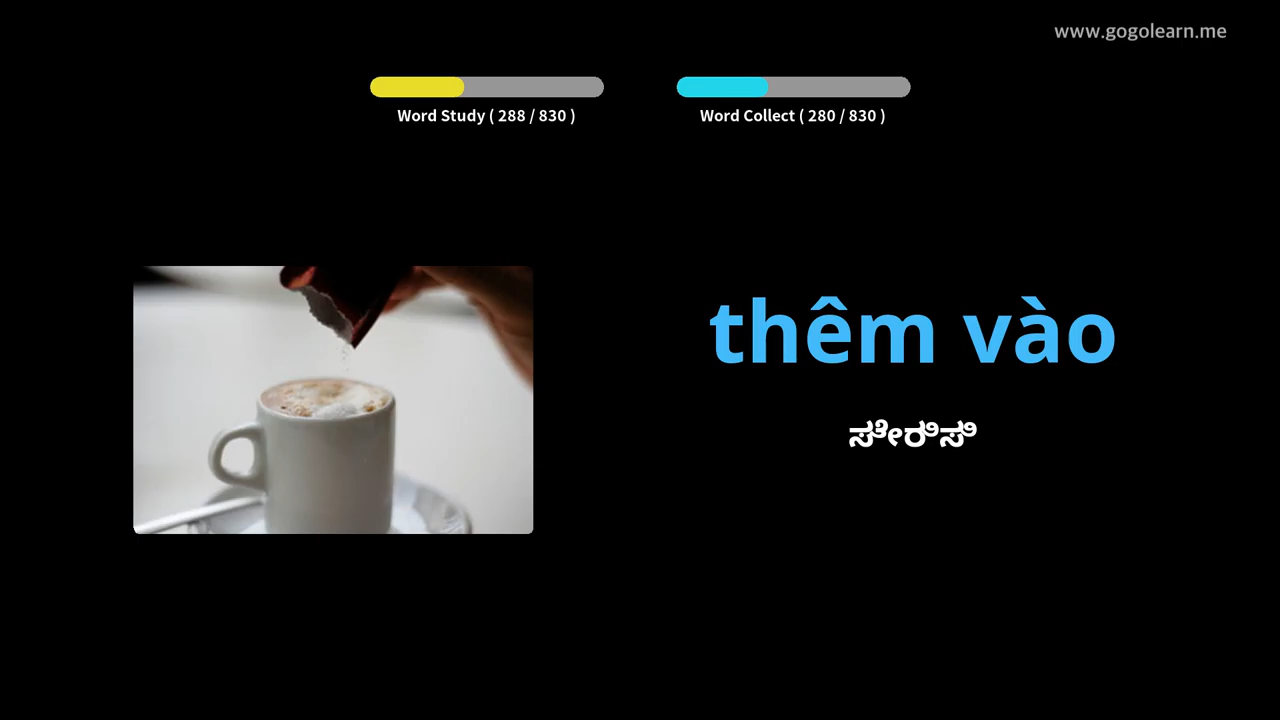 www.gogolearn.me
Word Study ( 288 / 830 )
Word Collect ( 280 / 830 )
thêm vào
ಸೇರಿಸಿ